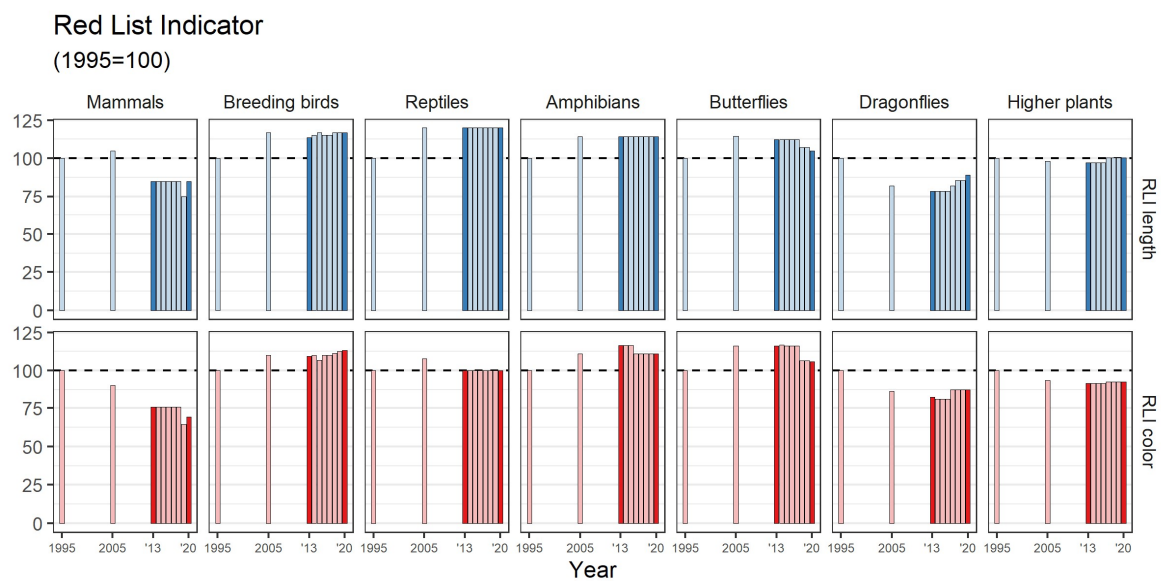 Red List Indicator
(1995=100)
Mammals Breeding birds Reptiles Amphibians Butterflies Dragonflies Higher plants
125
100
75
50
25
0
RLI length
125
100
75
50
25
0
RLI color
1995 2005 '13 '20 1995 2005 '13 '20 1995 2005 '13 '20 1995 2005 '13 '20 1995 2005 '13 '20 1995 2005 '13 '20 1995 2005 '13 '20
Year